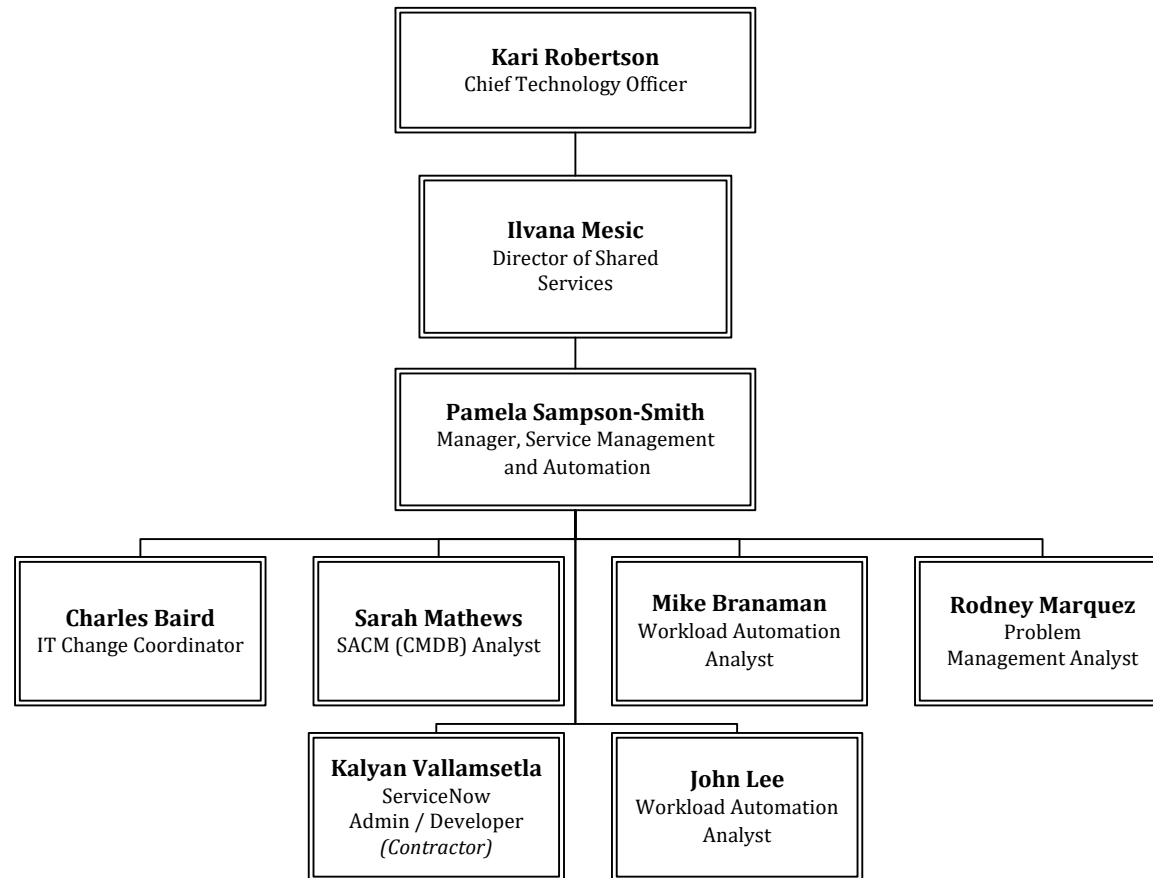 Kari Robertson
Chief Technology Officer
Ilvana Mesic
Director of Shared
Services
Pamela Sampson-Smith
Manager, Service Management
and Automation
Charles Baird
IT Change Coordinator
Sarah Mathews
SACM (CMDB) Analyst
Mike Branaman
Workload Automation
Analyst
Rodney Marquez
Problem
Management Analyst
Kalyan Vallamsetla
ServiceNow
Admin / Developer
(Contractor)
John Lee
Workload Automation
Analyst